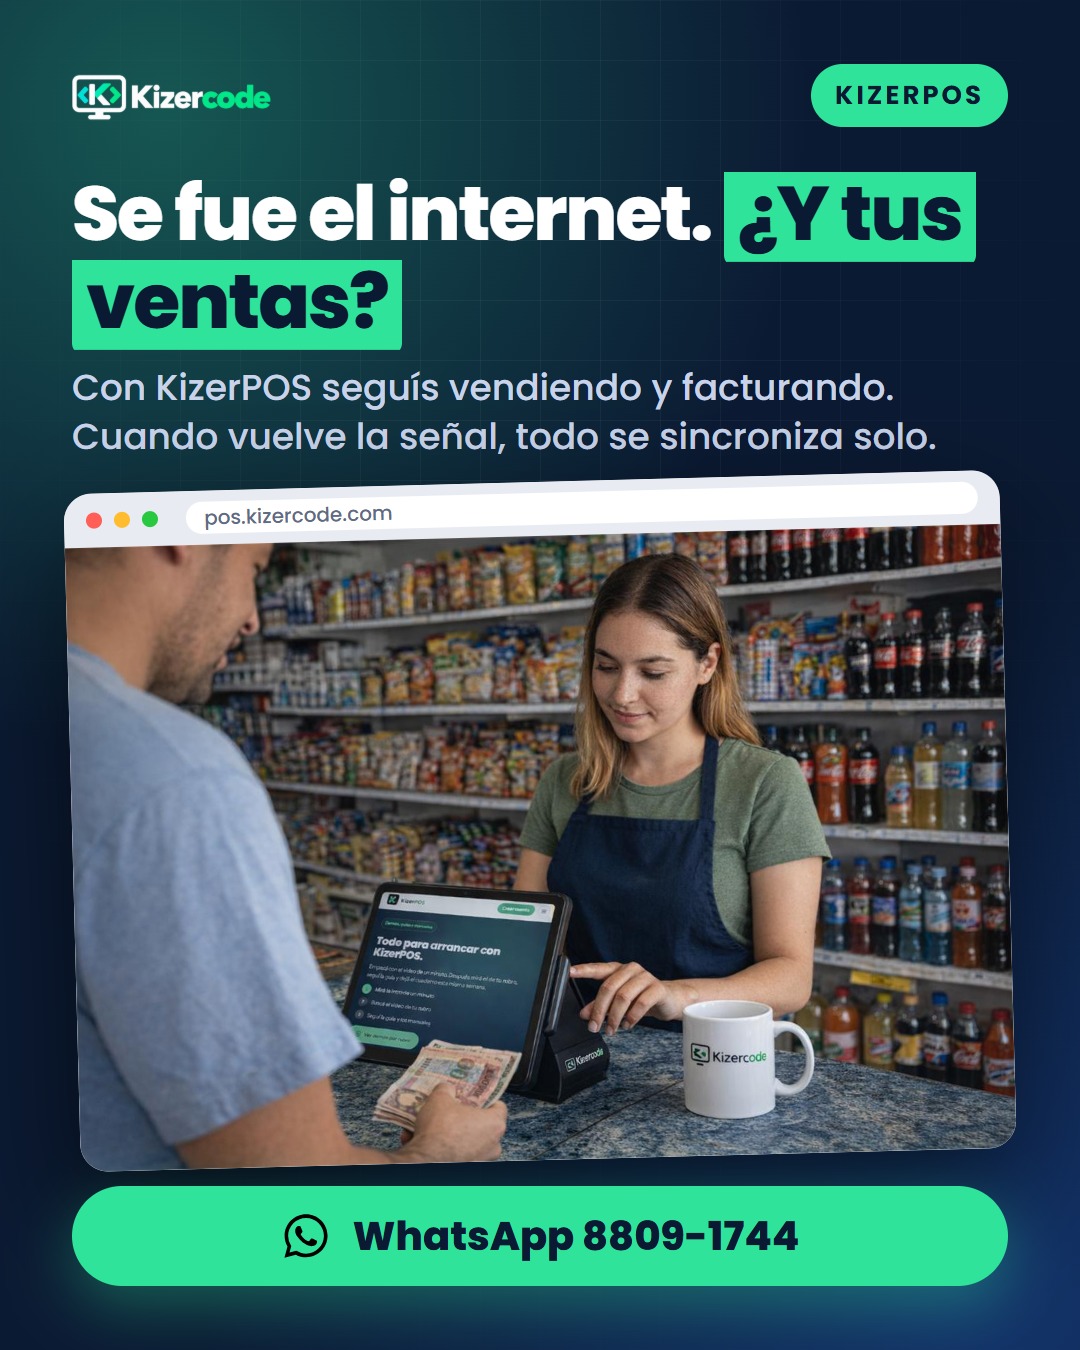 Kizercode
KIZERPOS
Se fue el internet. ¿Y tus
ventas?
Con KizerPOS seguís vendiendo y facturando.
Cuando vuelve la señal, todo se sincroniza solo.
pos.kizercode.com
KizerPOS
Todo para arrancar con
KizerPOS.
Kizercode
Kizercode
WhatsApp 8809-1744